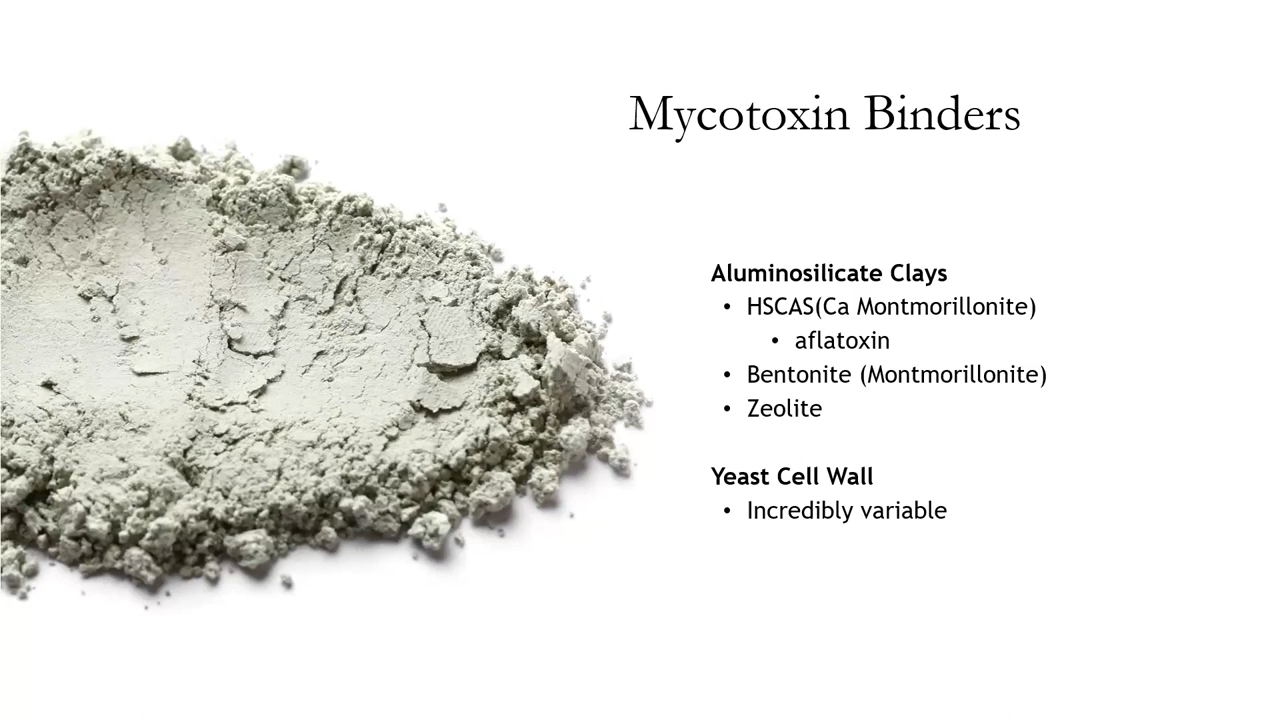 Mycotoxin Binders
Aluminosilicate Clays
• HSCAS(Ca Montmorillonite)
• aflatoxin
• Bentonite (Montmorillonite)
• Zeolite
Yeast Cell Wall
• Incredibly variable